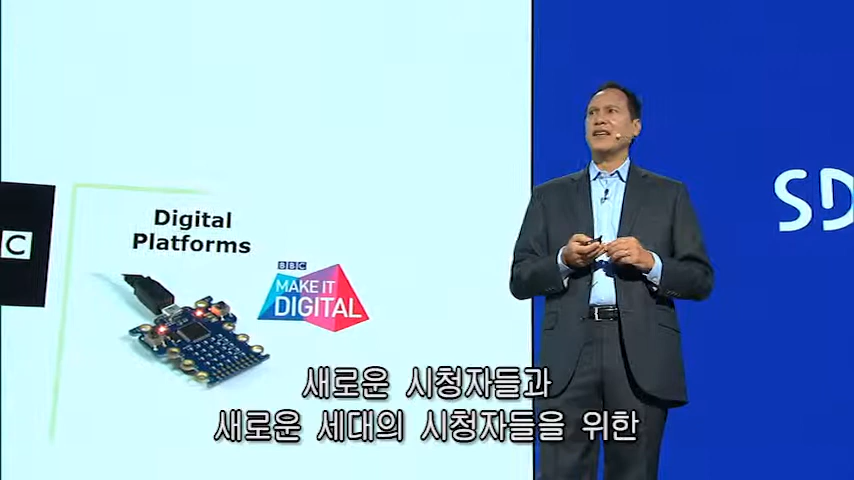 C
Digital
Platforms
BBC
MAKE IT
DIGITAL
SD
새로운 시청자들과
새로운 세대의 시청자들을 위한